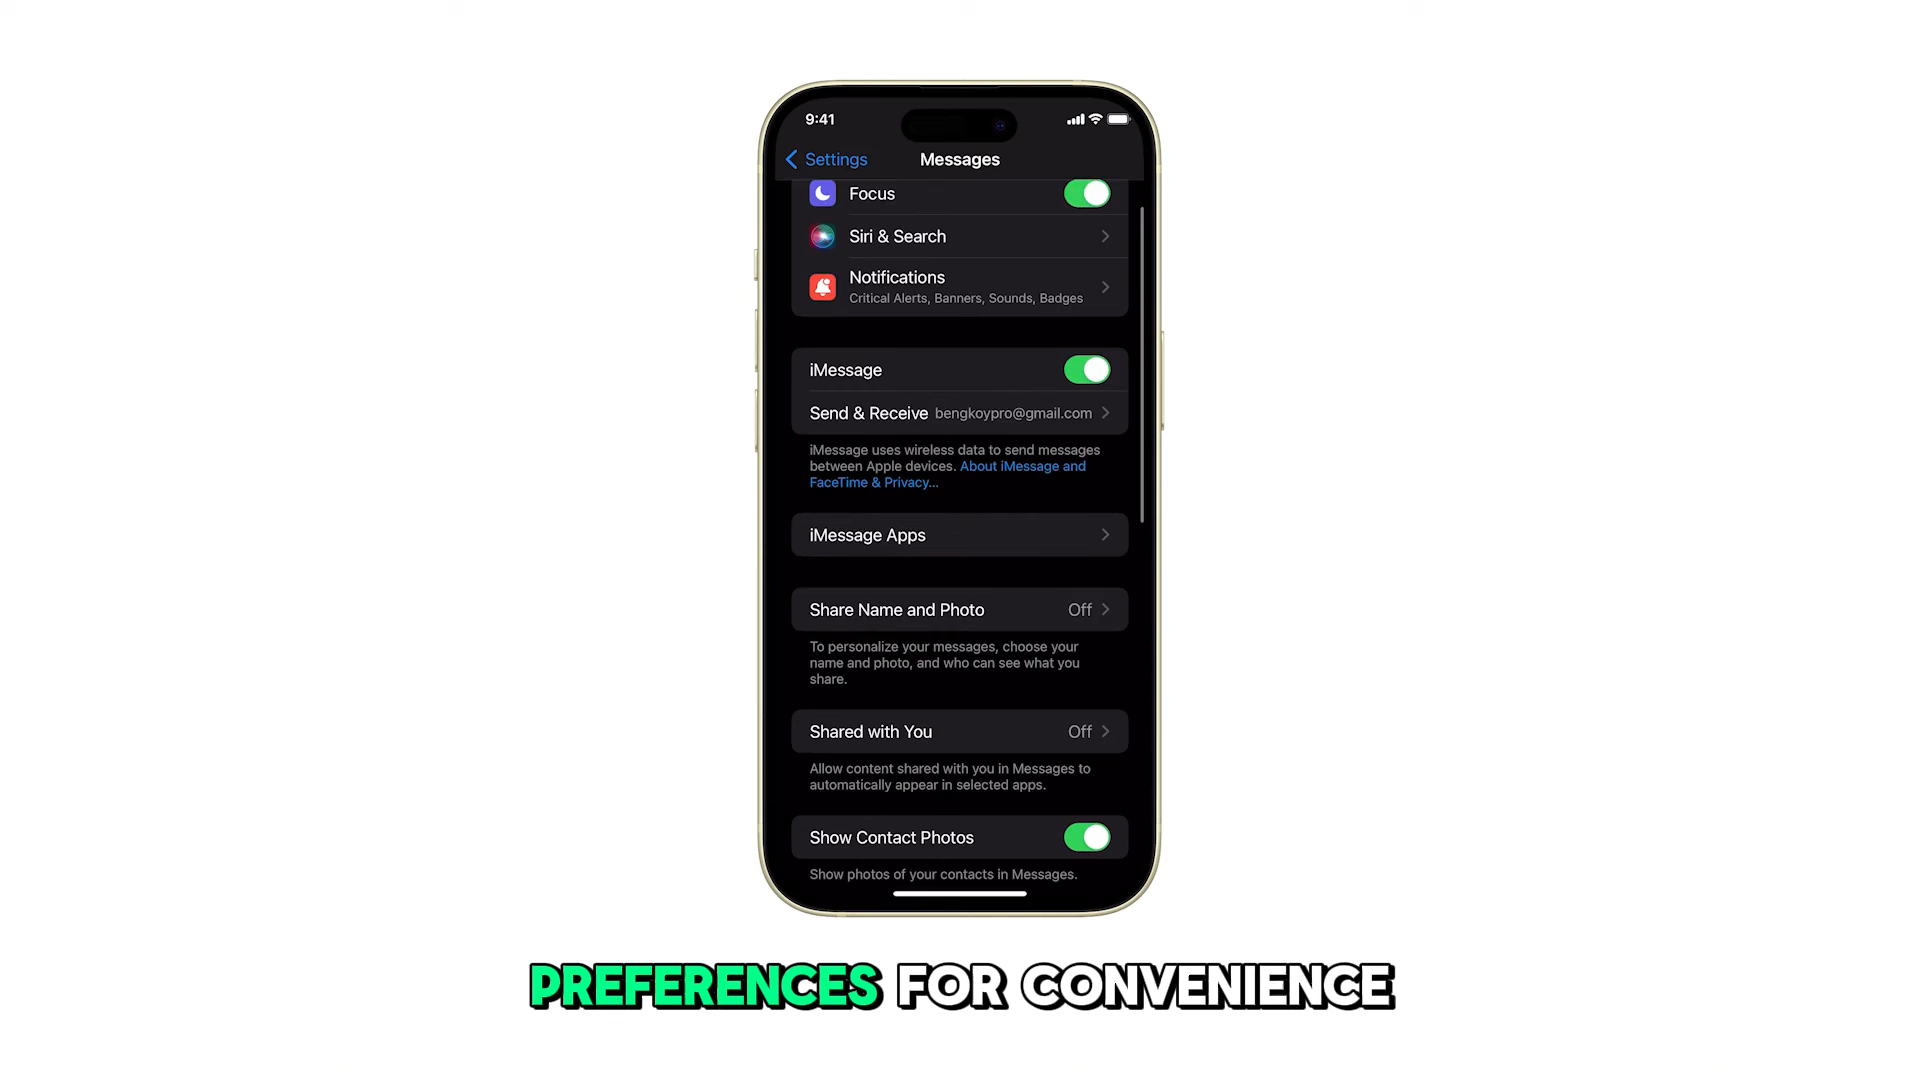 9:41
Settings
Messages
Focus
Siri & Search
Notifications
Critical Alerts, Banners, Sounds, Badges
iMessage
Send & Receive bengkoypro@gmail.com
iMessage uses wireless data to send messages
between Apple devices. About iMessage and
FaceTime & Privacy...
iMessage Apps
Share Name and Photo Off
To personalize your messages, choose your
name and photo, and who can see what you
share.
Shared with You Off
Allow content shared with you in Messages to
automatically appear in selected apps.
Show Contact Photos
Show photos of your contacts in Messages.
PREFERENCES FOR CONVENIENCE